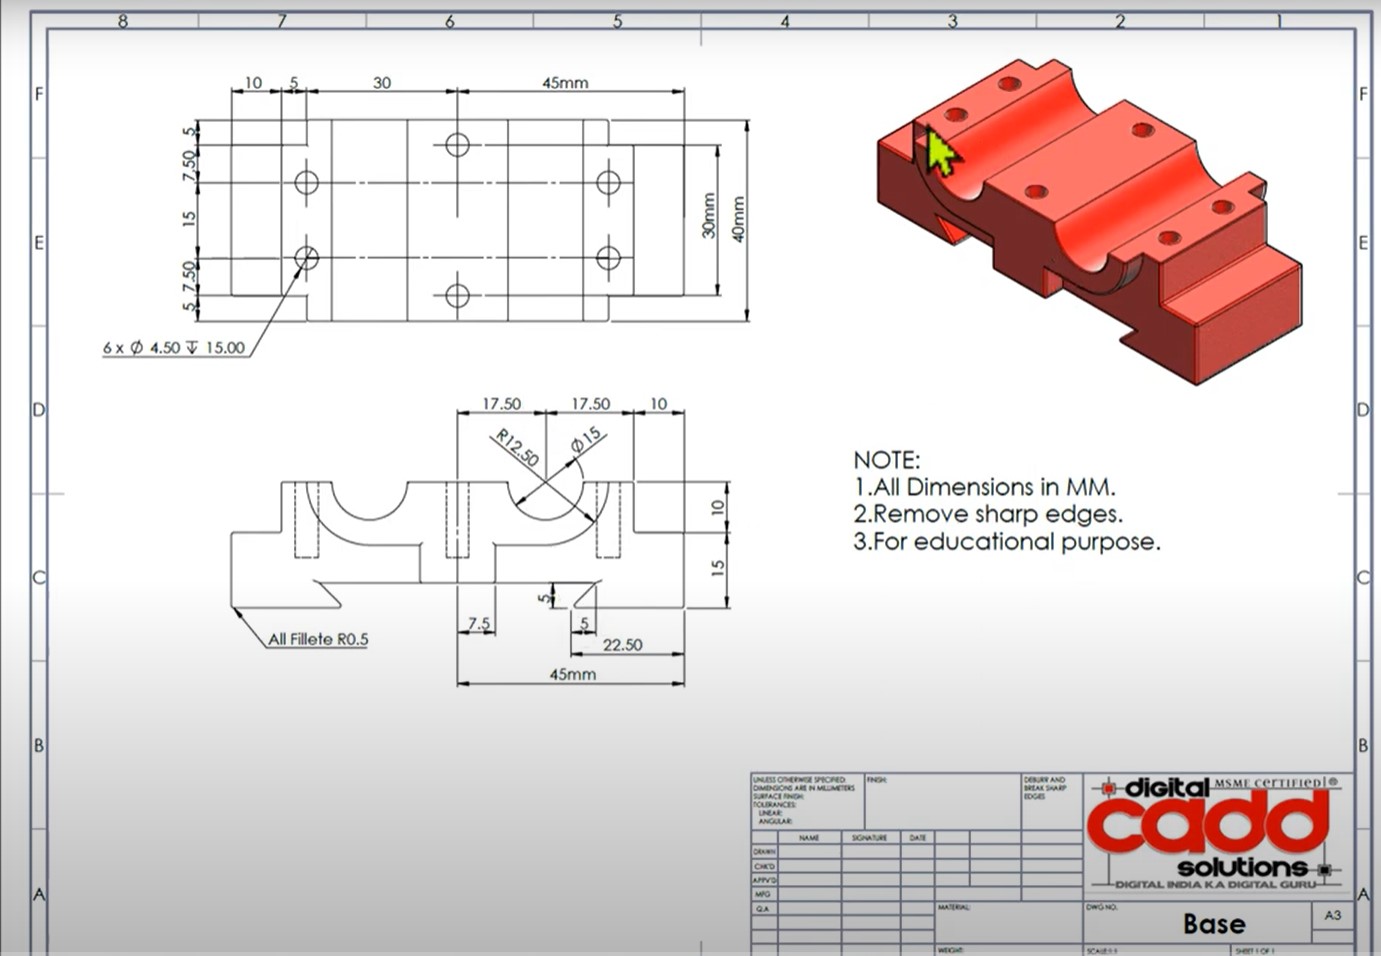 8 7 6 5 4 3 2 1
F F
E E
D D
C C
B B
A A
10 5 30 45mm
5
7.50
15
7.50
5
30mm
40mm
6 x Ø 4.50 ↧ 15.00
17.50 17.50 10
R12.50
Ø15
10
15
5
7.5
5
22.50
45mm
All Fillete R0.5
NOTE:
1.All Dimensions in MM.
2.Remove sharp edges.
3.For educational purpose.
UNLESS OTHERWISE SPECIFIED:
DIMENSIONS ARE IN MILLIMETERS
SURFACE FINISH:
TOLERANCES:
LINEAR:
ANGULAR:
FINISH:
DEBURR AND
BREAK SHARP
EDGES
NAME SIGNATURE DATE
DRAWN
CHK'D
APPV'D
MFG
Q.A
MATERIAL:
WEIGHT:
digital MSME CERTIFIED ®
cadd
solutions
DIGITAL INDIA KA DIGITAL GURU
DWG NO.
Base
A3
SCALE:1:1
SHEET 1 OF 1